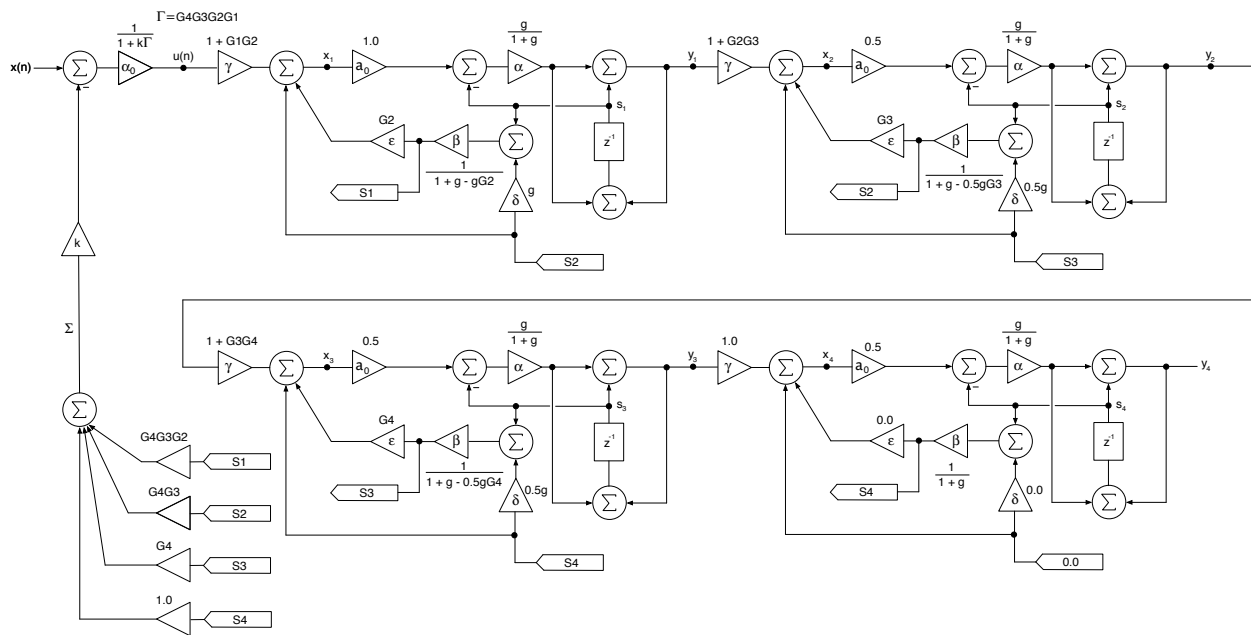 Γ=G4G3G2G1
1
1 + kΓ
x(n)
Σ
α0
u(n)
–
1 + G1G2
γ
Σ
x1
1.0
a0
Σ
–
g
1 + g
α
Σ
y1
s1
G2
ε
β
Σ
z-1
1
1 + g - gG2
S1
δ
g
Σ
S2
1 + G2G3
γ
Σ
x2
0.5
a0
Σ
–
g
1 + g
α
Σ
y2
s2
G3
ε
β
Σ
z-1
1
1 + g - 0.5gG3
S2
δ
0.5g
Σ
S3
k
Σ
1 + G3G4
γ
Σ
x3
0.5
a0
Σ
–
g
1 + g
α
Σ
y3
s3
G4
ε
β
Σ
z-1
1
1 + g - 0.5gG4
S3
δ
0.5g
Σ
S4
1.0
γ
Σ
x4
0.5
a0
Σ
–
g
1 + g
α
Σ
y4
s4
0.0
ε
β
Σ
z-1
1
1 + g
S4
δ
0.0
Σ
0.0
Σ
G4G3G2
S1
G4G3
S2
G4
S3
1.0
S4